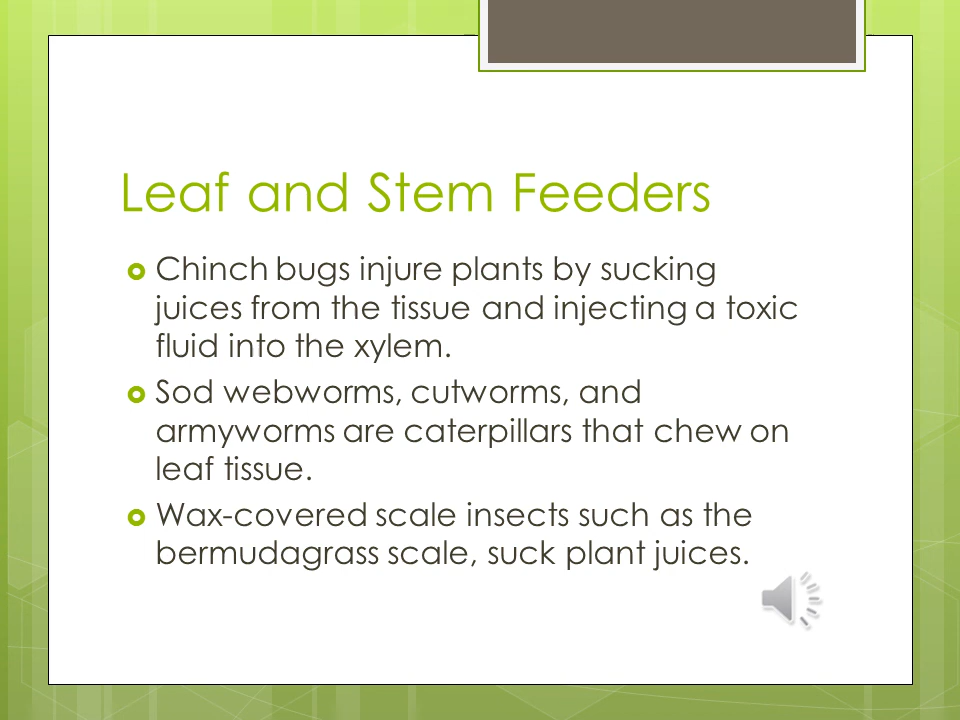 Leaf and Stem Feeders
Chinch bugs injure plants by sucking
juices from the tissue and injecting a toxic
fluid into the xylem.
Sod webworms, cutworms, and
armyworms are caterpillars that chew on
leaf tissue.
Wax-covered scale insects such as the
bermudagrass scale, suck plant juices.